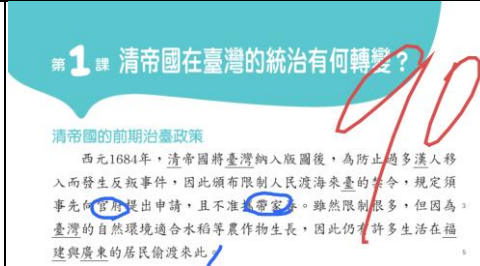 第1課 清帝國在臺灣的統治有何轉變？
90
清帝國的前期治臺政策
西元1684年，清帝國將臺灣納入版圖後，為防止過多漢人移
入而發生反叛事件，因此頒布限制人民渡海來臺的禁令，規定須
事先向官府提出申請，且不准攜帶家眷。雖然限制很多，但因為 3
臺灣的自然環境適合水稻等農作物生長，因此仍有許多生活在福
建與廣東的居民偷渡來此。 5